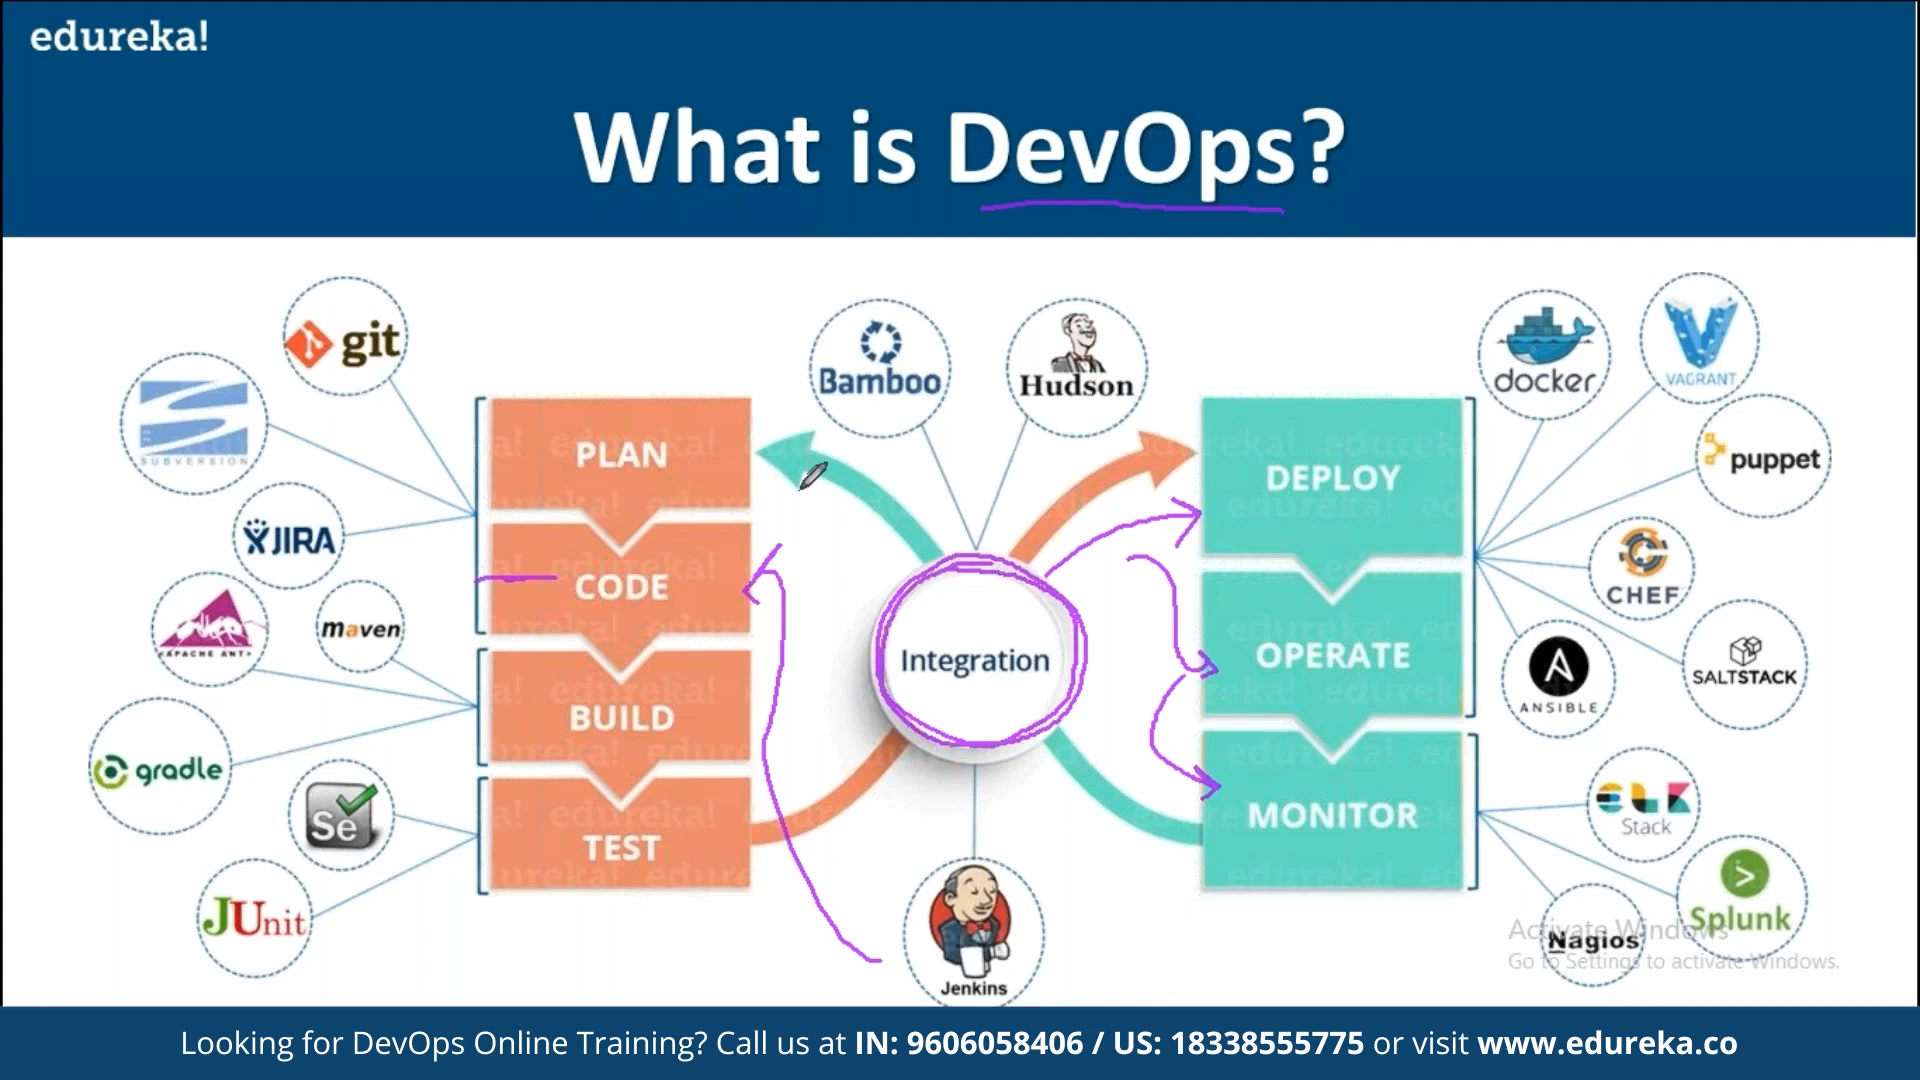 edureka!
What is DevOps?
git
SUBVERSION
JIRA
APACHE ANT
maven
gradle
Se
JUnit
PLAN
CODE
BUILD
TEST
Bamboo
Hudson
Integration
Jenkins
DEPLOY
OPERATE
MONITOR
docker
VAGRANT
puppet
CHEF
SALTSTACK
ANSIBLE
ELK
Stack
Splunk
Nagios
Activate Windows
Go to Settings to activate Windows.
Looking for DevOps Online Training? Call us at IN: 9606058406 / US: 18338555775 or visit www.edureka.co